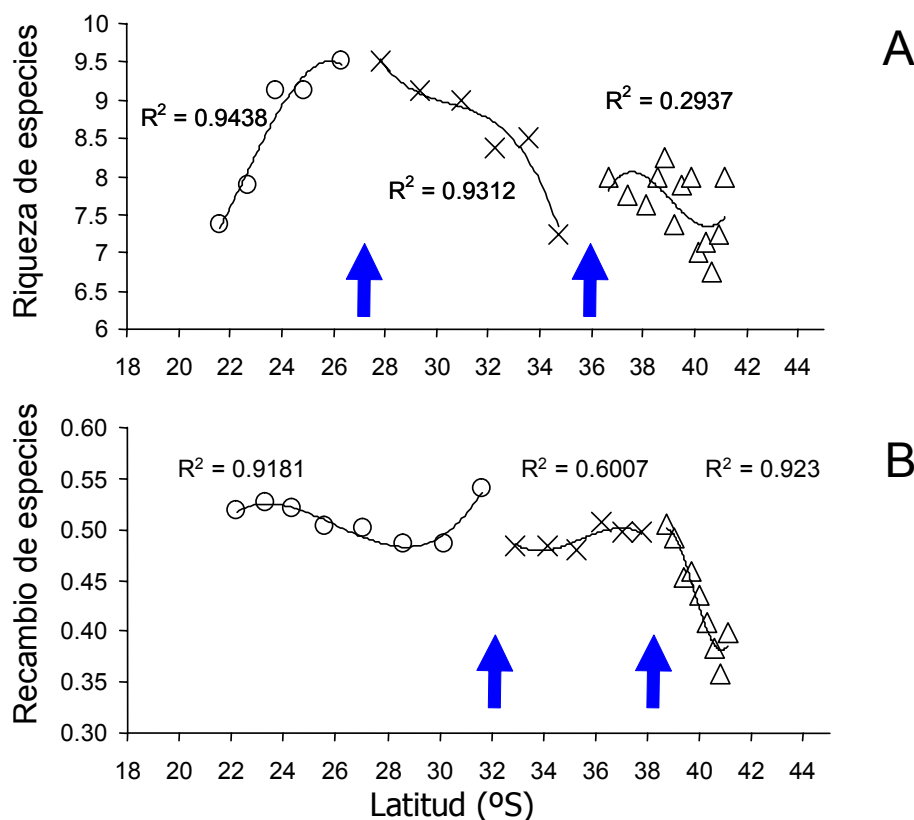 A
Riqueza de especies
10
9.5
9
8.5
8
7.5
7
6.5
6
R² = 0.9438
R² = 0.9312
R² = 0.2937
18 20 22 24 26 28 30 32 34 36 38 40 42 44
B
Recambio de especies
0.60
0.55
0.50
0.45
0.40
0.35
0.30
R² = 0.9181
R² = 0.6007
R² = 0.923
18 20 22 24 26 28 30 32 34 36 38 40 42 44
Latitud (ºS)